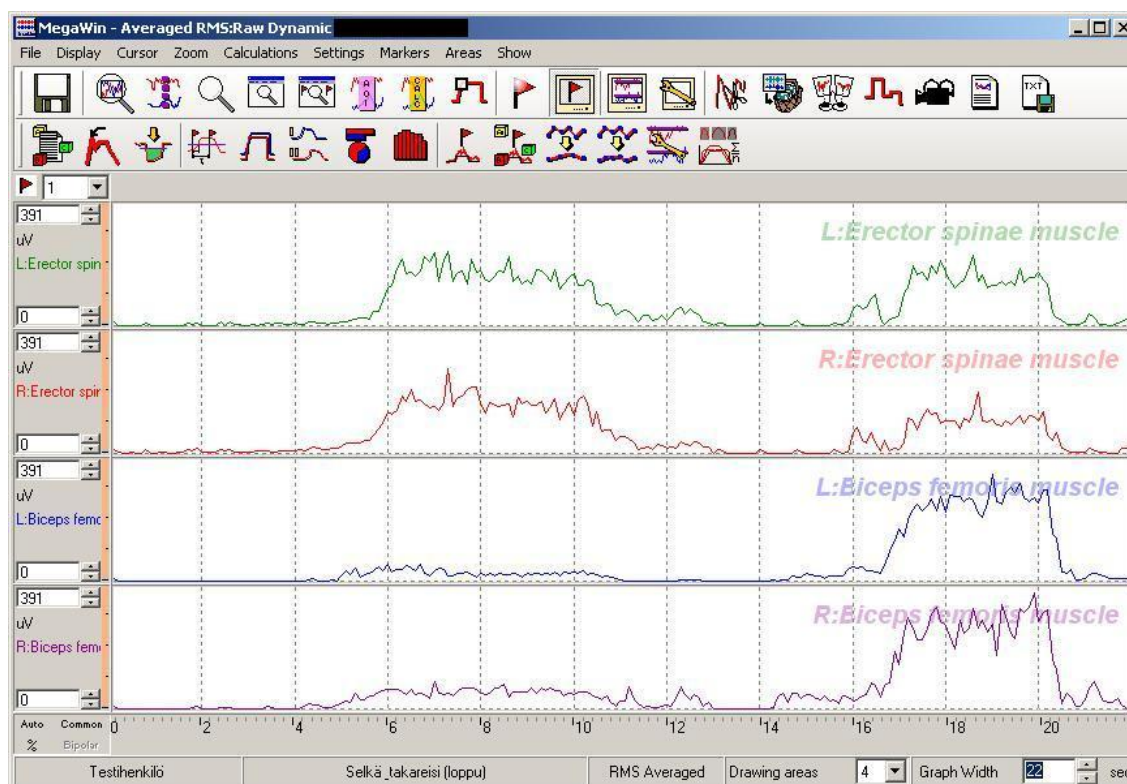 MegaWin - Averaged RMS:Raw Dynamic
File Display Cursor Zoom Calculations Settings Markers Areas Show
TXT
1
391
uV
L:Erector spin
0
L:Erector spinae muscle
391
uV
R:Erector spir
0
R:Erector spinae muscle
391
uV
L:Biceps femo
0
L:Biceps femoris muscle
391
uV
R:Biceps fem
0
R:Biceps femoris muscle
Auto Common
% Bipolar
0 2 4 6 8 10 12 14 16 18 20
Testihenkilö Selkä_takareisi (loppu) RMS Averaged Drawing areas 4 Graph Width 22 sec